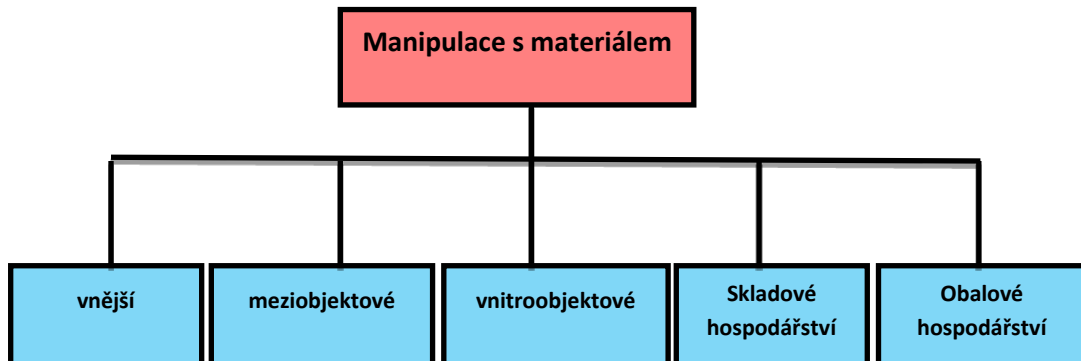 Manipulace s materiálem
vnější
meziobjektové
vnitroobjektové
Skladové
hospodářství
Obalové
hospodářství